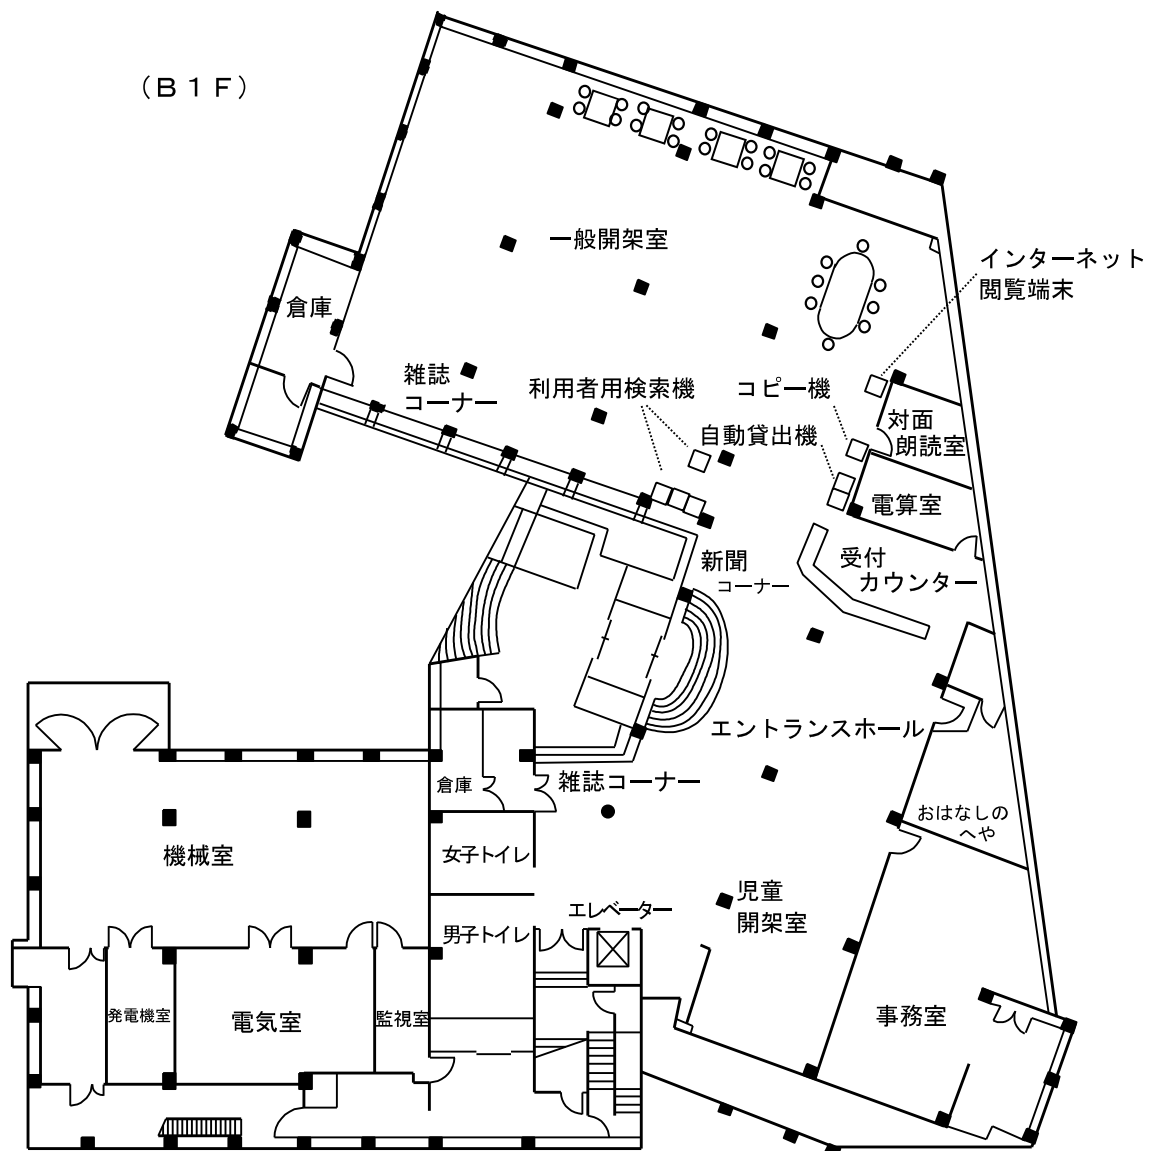 （Ｂ１Ｆ）
一般開架室
インターネット
閲覧端末
倉庫
雑誌
コーナー
利用者用検索機
コピー機
自動貸出機
対面
朗読室
電算室
新聞
コーナー
受付
カウンター
エントランスホール
倉庫
雑誌コーナー
おはなしの
へや
機械室
女子トイレ
児童
開架室
エレベーター
男子トイレ
発電機室
電気室
監視室
事務室